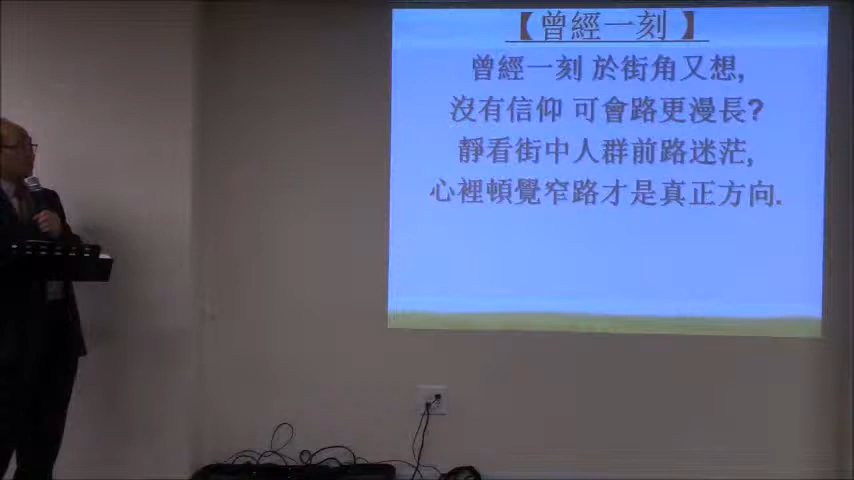 【曾經一刻】
曾經一刻 於街角又想,
沒有信仰 可會路更漫長?
靜看街中人群前路迷茫,
心裡頓覺窄路才是真正方向.